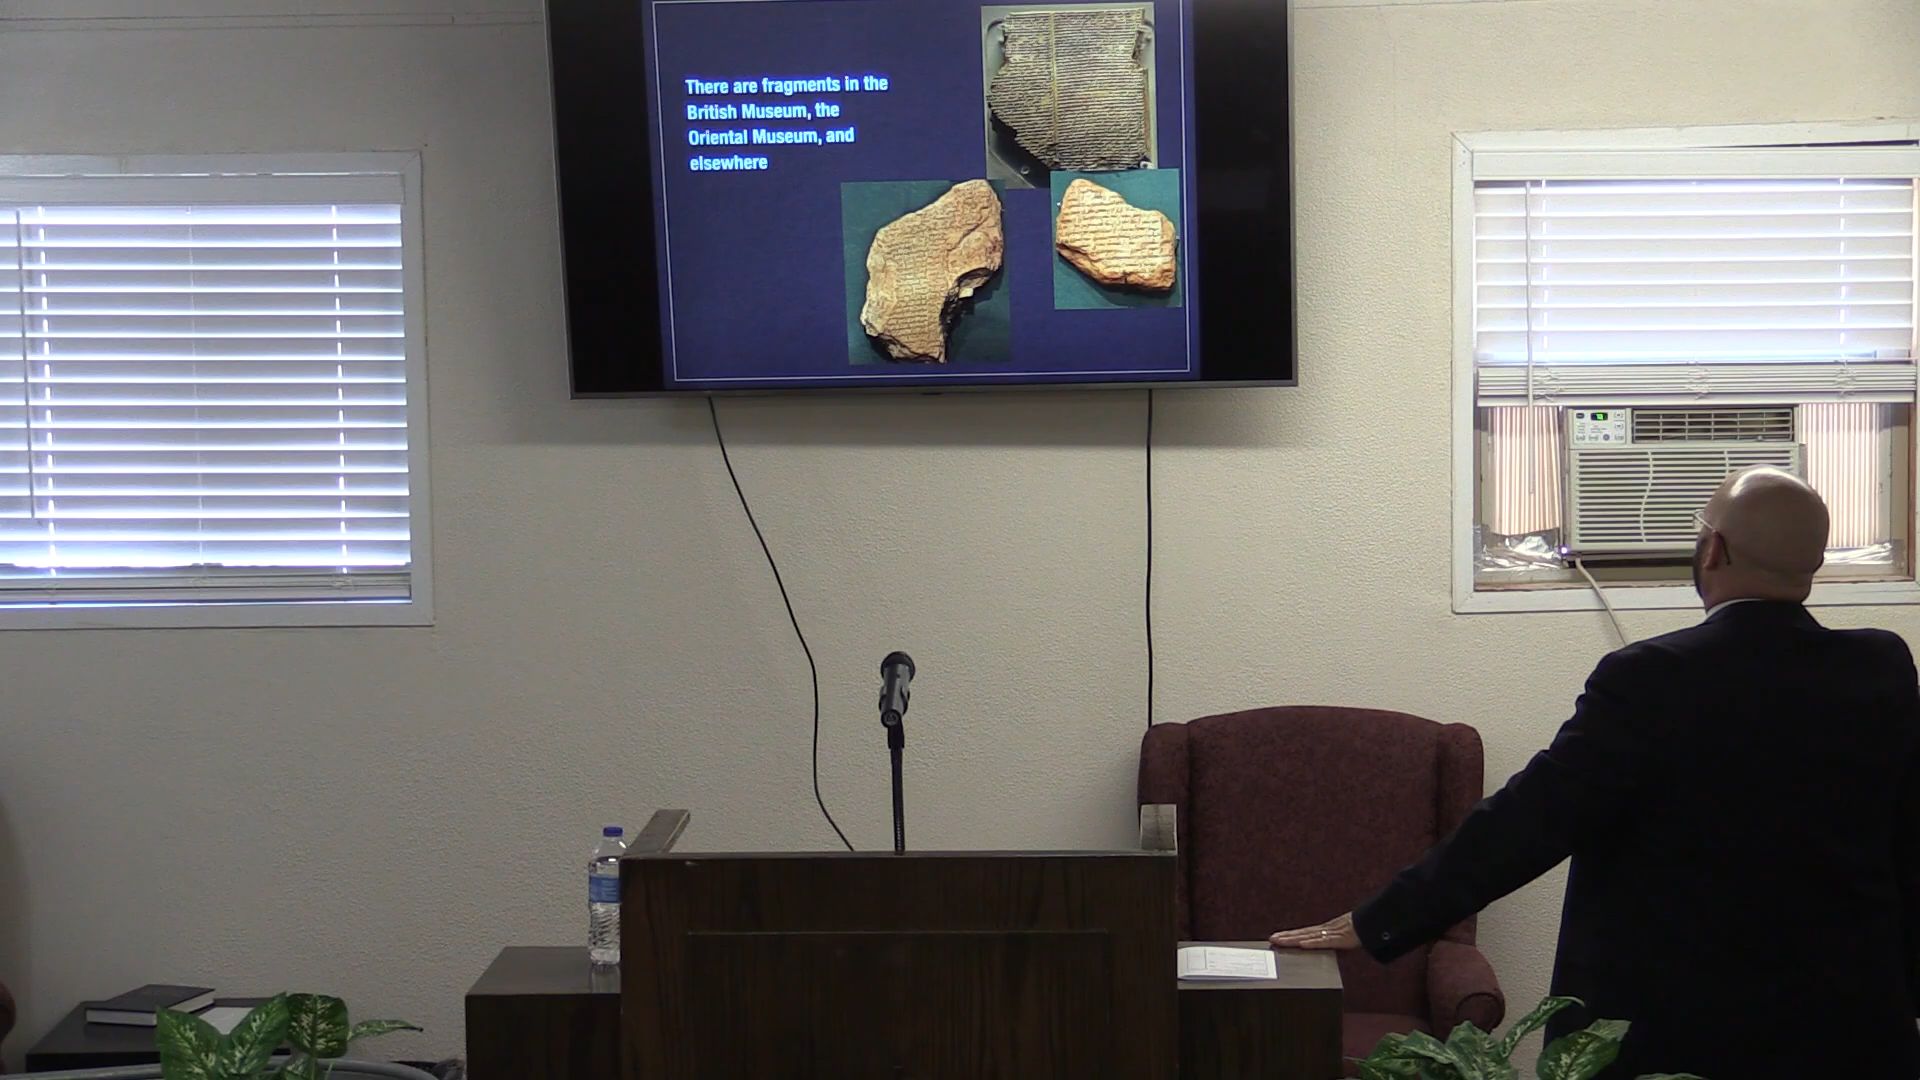 There are fragments in the
British Museum, the
Oriental Museum, and
elsewhere